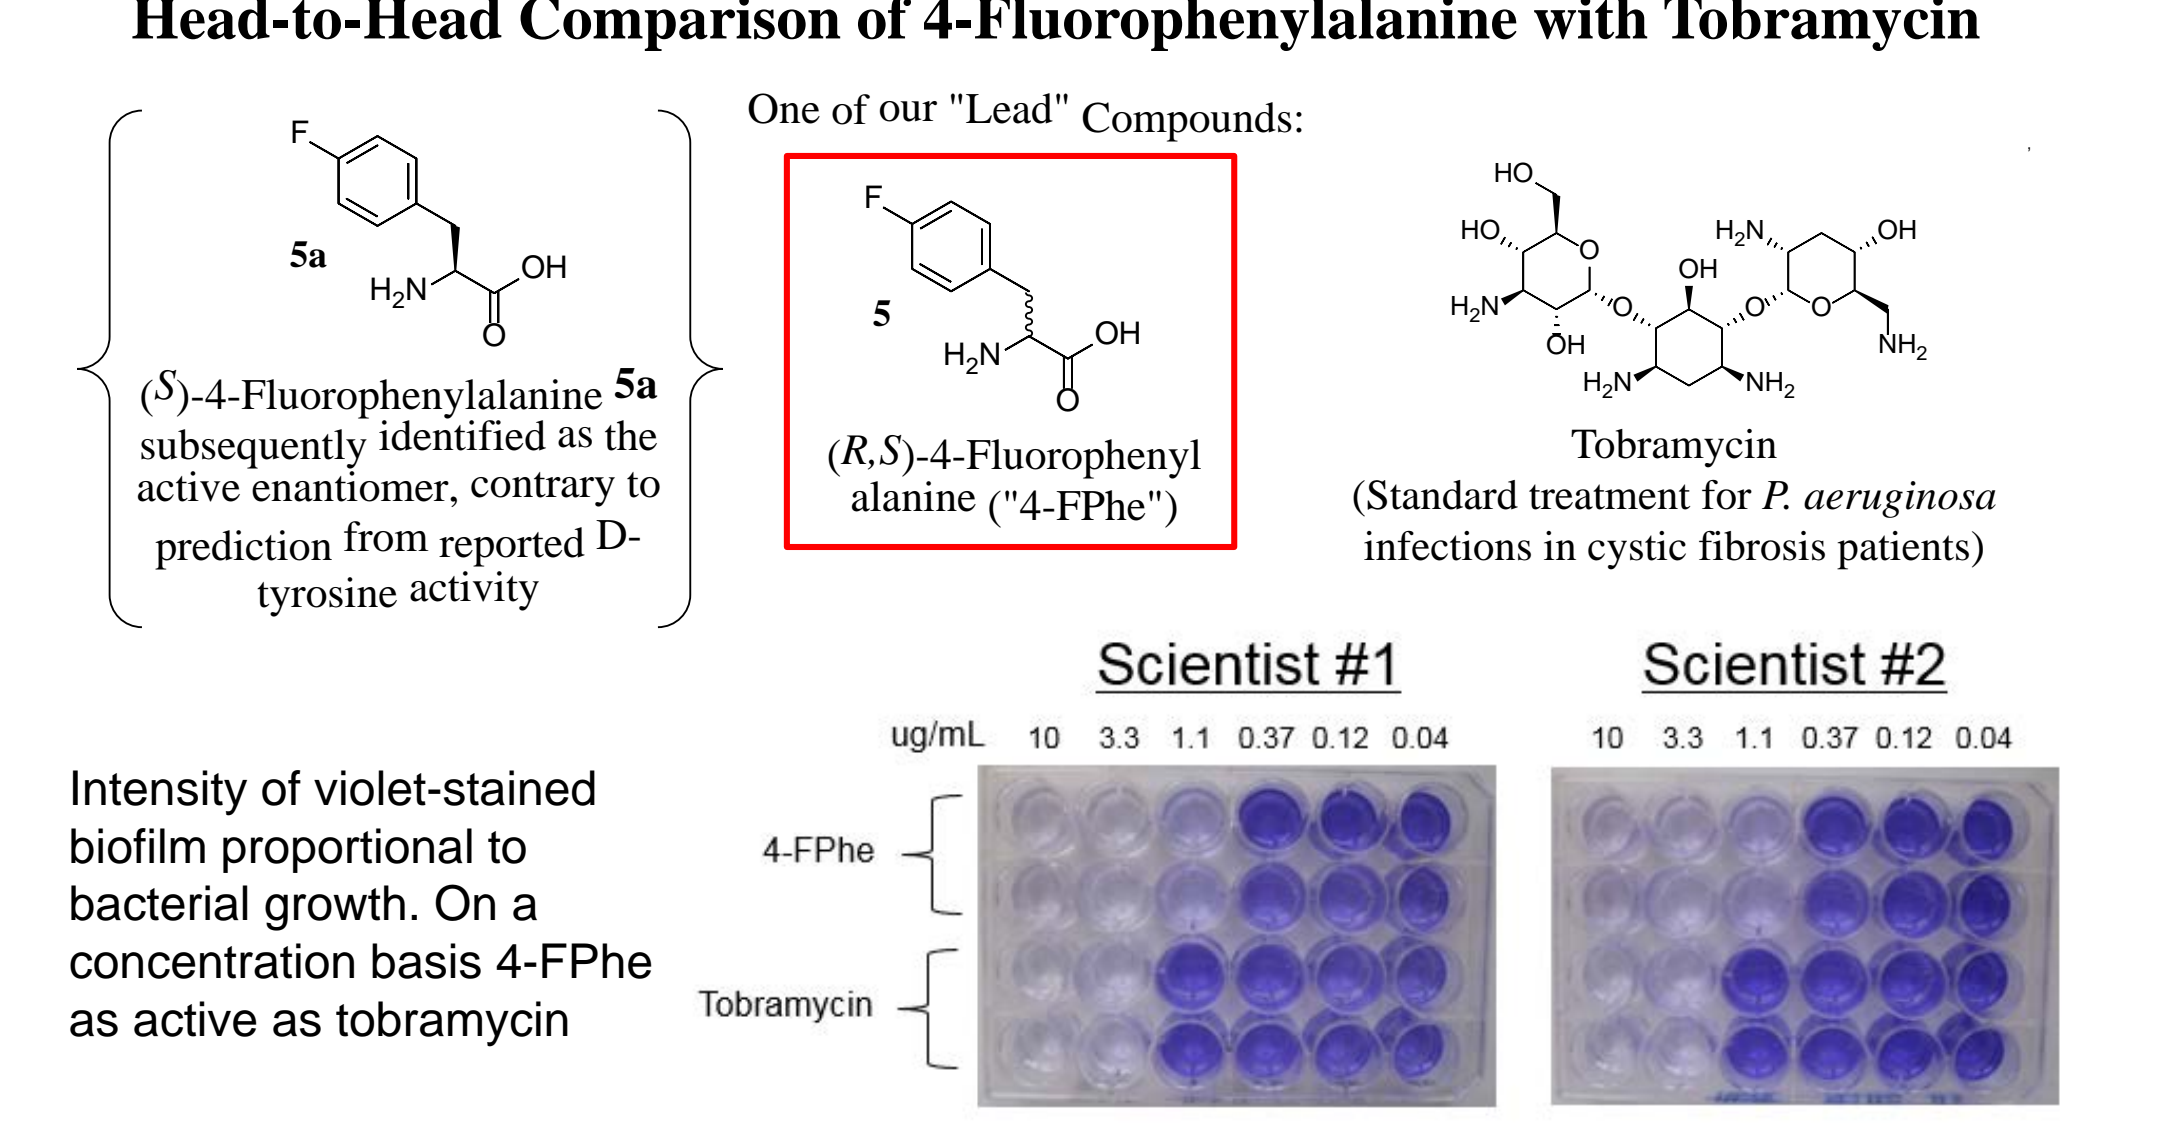 Head-to-Head Comparison of 4-Fluorophenylalanine with Tobramycin
One of our "Lead" Compounds:
F
5a
H2N
OH
O
(S)-4-Fluorophenylalanine 5a
subsequently identified as the
active enantiomer, contrary to
prediction from reported D-
tyrosine activity
F
5
H2N
OH
O
(R,S)-4-Fluorophenyl
alanine ("4-FPhe")
HO
HO
O
H2N
OH
O
OH
H2N
NH2
O
H2N
OH
O
NH2
Tobramycin
(Standard treatment for P. aeruginosa
infections in cystic fibrosis patients)
Intensity of violet-stained
biofilm proportional to
bacterial growth. On a
concentration basis 4-FPhe
as active as tobramycin
Scientist #1
ug/mL 10 3.3 1.1 0.37 0.12 0.04
4-FPhe
Tobramycin
Scientist #2
10 3.3 1.1 0.37 0.12 0.04